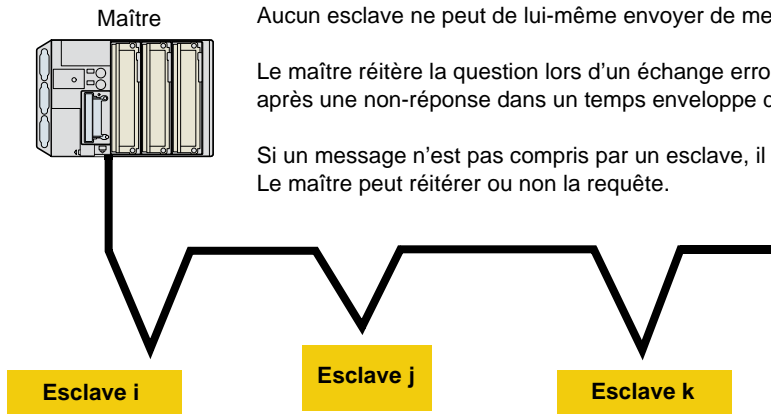 Maître
Aucun esclave ne peut de lui-même envoyer de
Le maître réitère la question lors d’un échange
après une non-réponse dans un temps enveloppe
Si un message n’est pas compris par un esclave, il
Le maître peut réitérer ou non la requête.
Esclave i
Esclave j
Esclave k